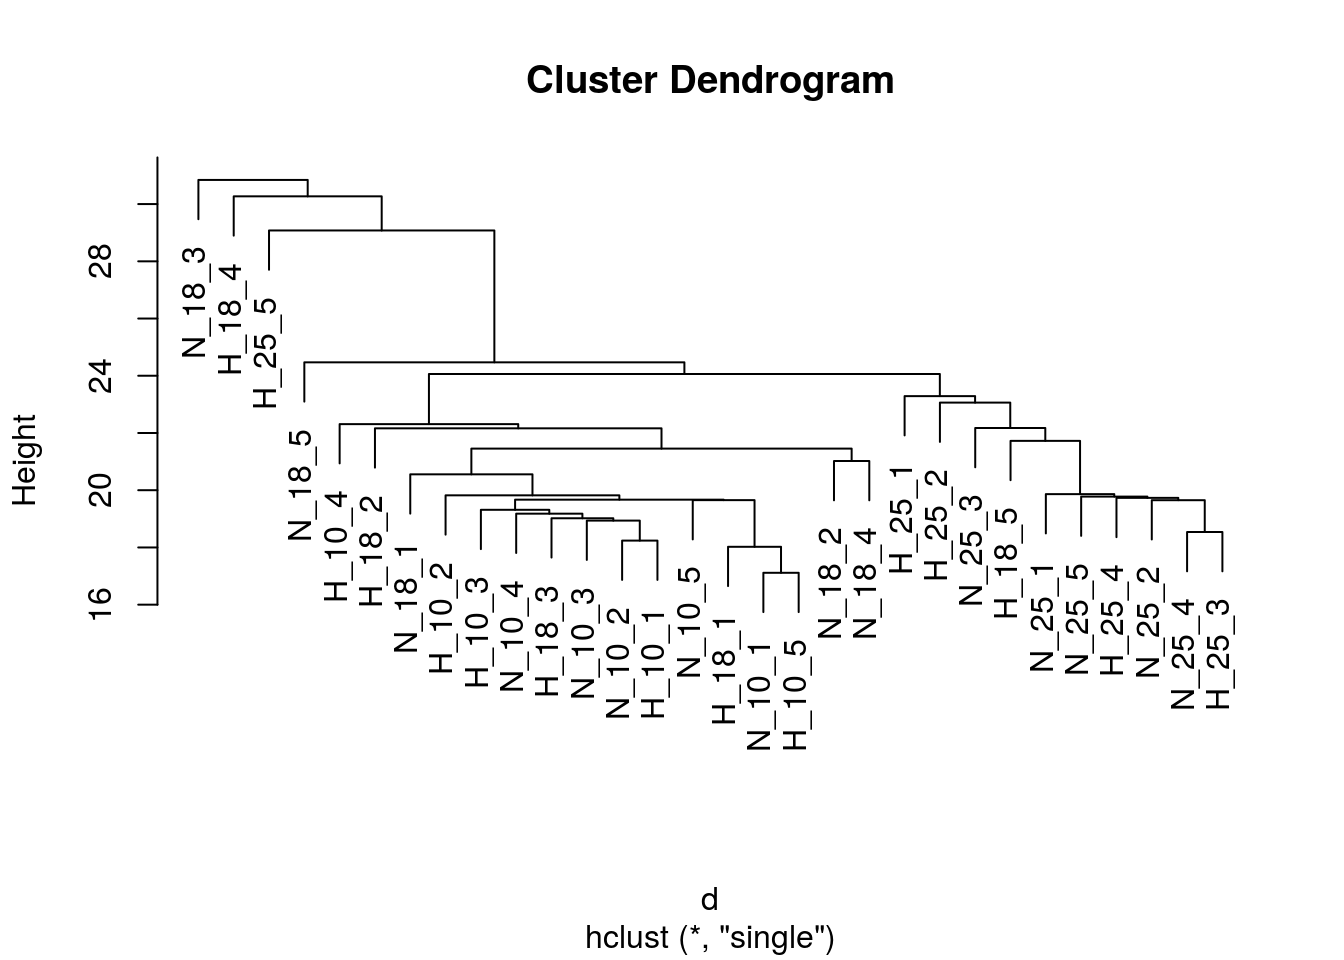 Cluster Dendrogram
Height
28
24
20
16
N_18_3
H_18_4
H_25_5
N_18_5
H_10_4
H_18_2
N_18_1
H_10_2
H_10_3
N_10_4
H_18_3
N_10_3
N_10_2
H_10_1
N_10_5
H_18_1
N_10_1
H_10_5
N_18_2
N_18_4
H_25_1
H_25_2
N_25_3
H_18_5
N_25_1
N_25_5
H_25_4
N_25_2
N_25_4
H_25_3
d
hclust (*, "single")